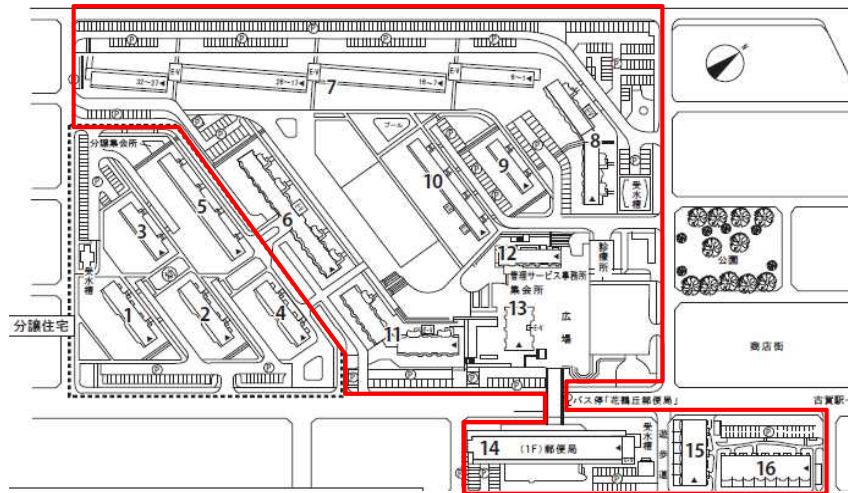 N
32〜27
E-V
26〜17
E-V
7
16〜7
E-V
6〜1
8
プール
分譲集会所
5
6
10
9
受水槽
3
受水槽
12
管理サービス事務所
集会所
診療所
公園
1
2
4
分譲住宅
11
13
E-V
広場
商店街
バス停「花鶴丘郵便局」
古賀駅→
14
(1F) 郵便局
受水槽
遊歩道
15
16
P